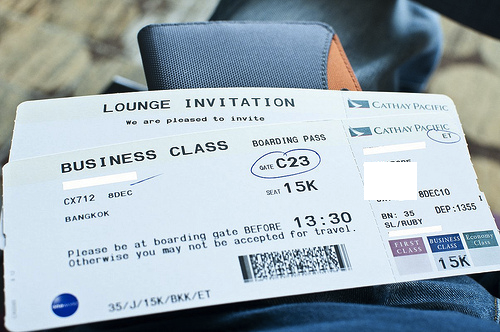 LOUNGE INVITATION
We are pleased to invite
CATHAY PACIFIC
BUSINESS CLASS
BOARDING PASS
CATHAY PACIFIC
ET
GATE C23
CX712 8DEC
SEAT 15K
8DEC10
BANGKOK
BN: 35 DEP:1355
SL/RUBY
Please be at boarding gate BEFORE 13:30
Otherwise you may not be accepted for travel.
FIRST CLASS
BUSINESS CLASS
Economy Class
15K
35/J/15K/BKK/ET